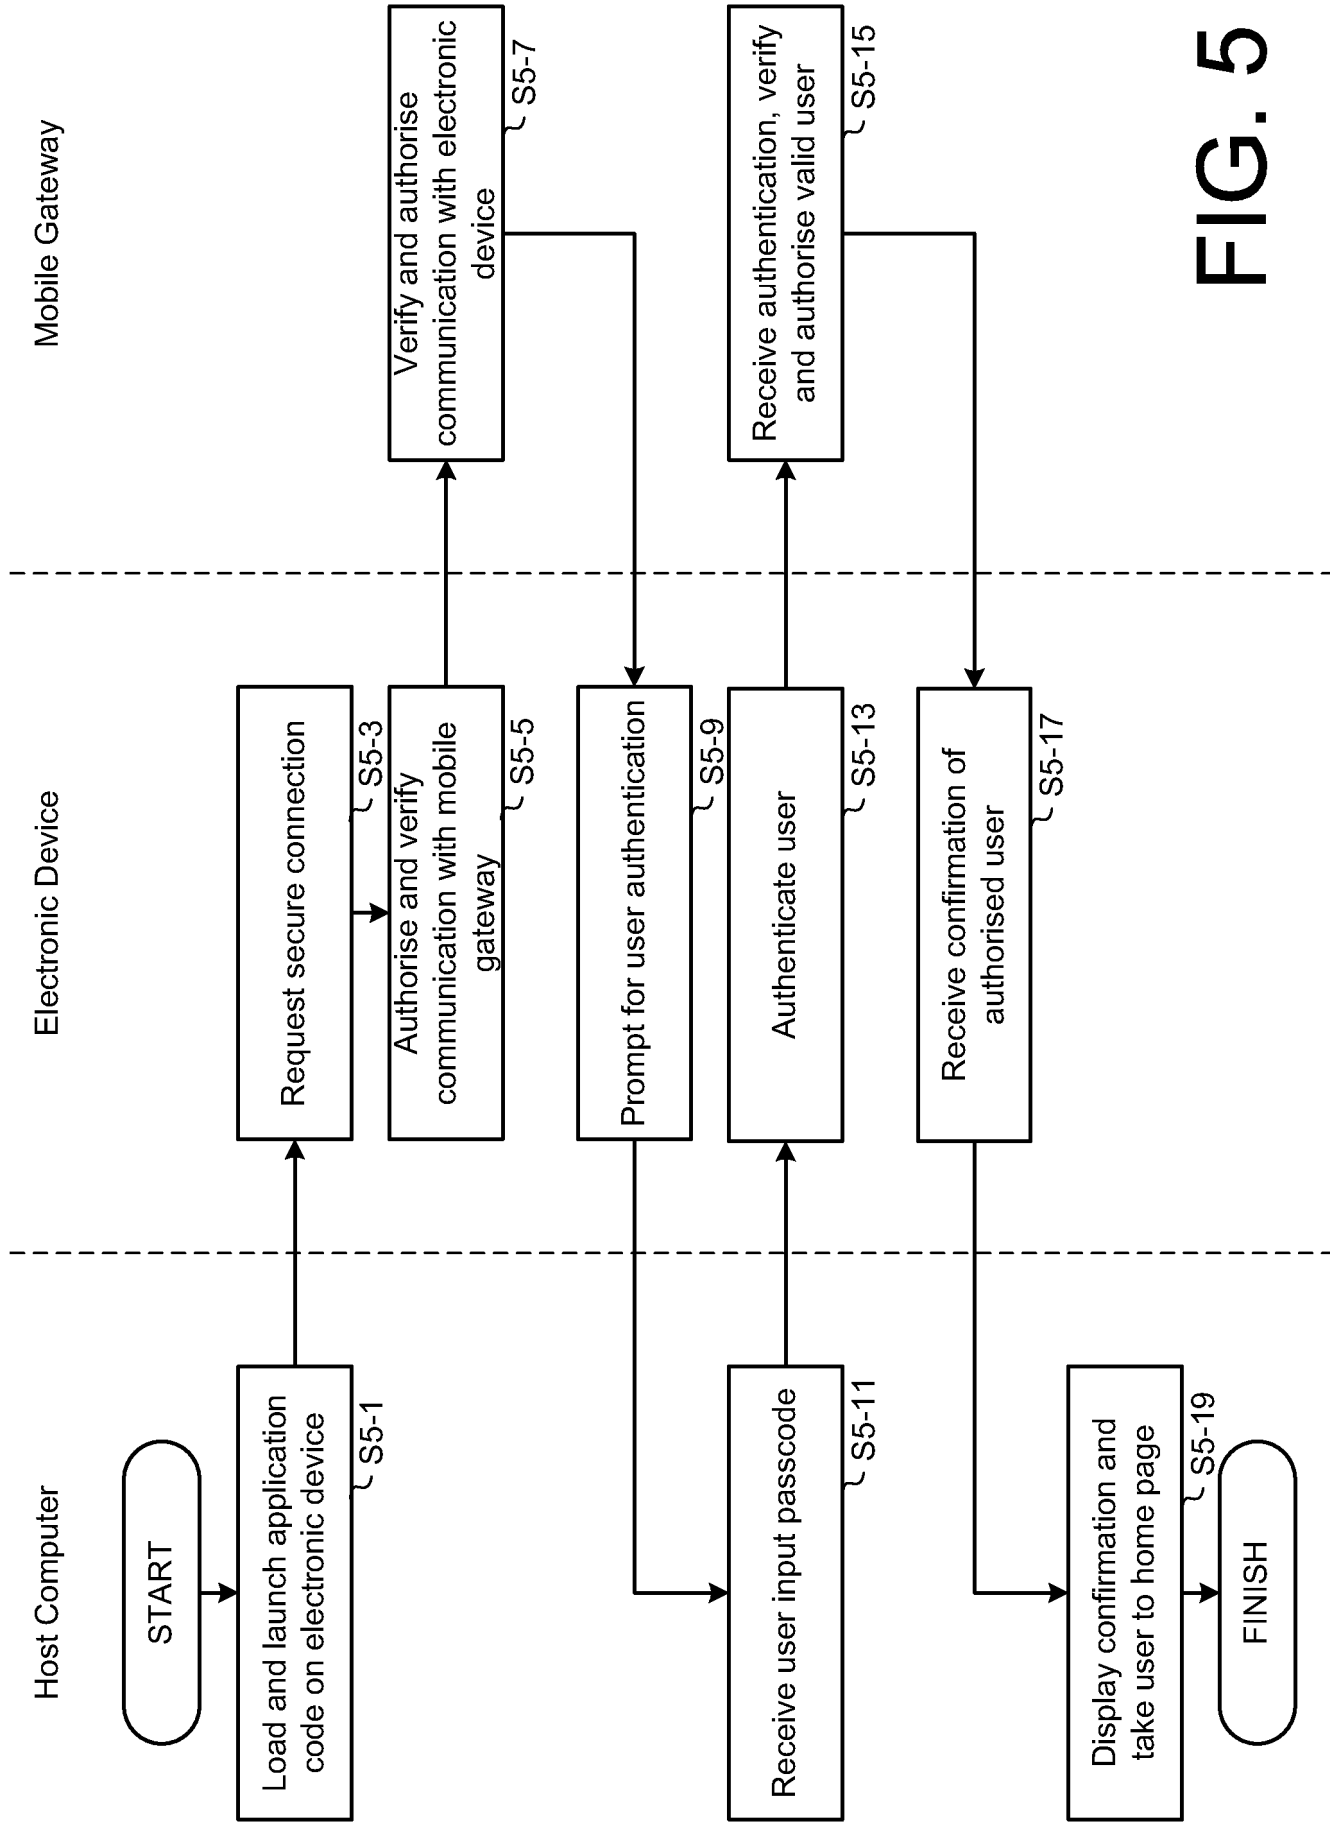 Host Computer
Electronic Device
Mobile Gateway
START
Load and launch application
code on electronic device
S5-1
Request secure connection
S5-3
Authorise and verify
communication with mobile
gateway
S5-5
Verify and authorise
communication with electronic
device
S5-7
Prompt for user authentication
S5-9
Receive user input passcode
S5-11
Authenticate user
S5-13
Receive authentication, verify
and authorise valid user
S5-15
Receive confirmation of
authorised user
S5-17
Display confirmation and
take user to home page
S5-19
FINISH
FIG. 5